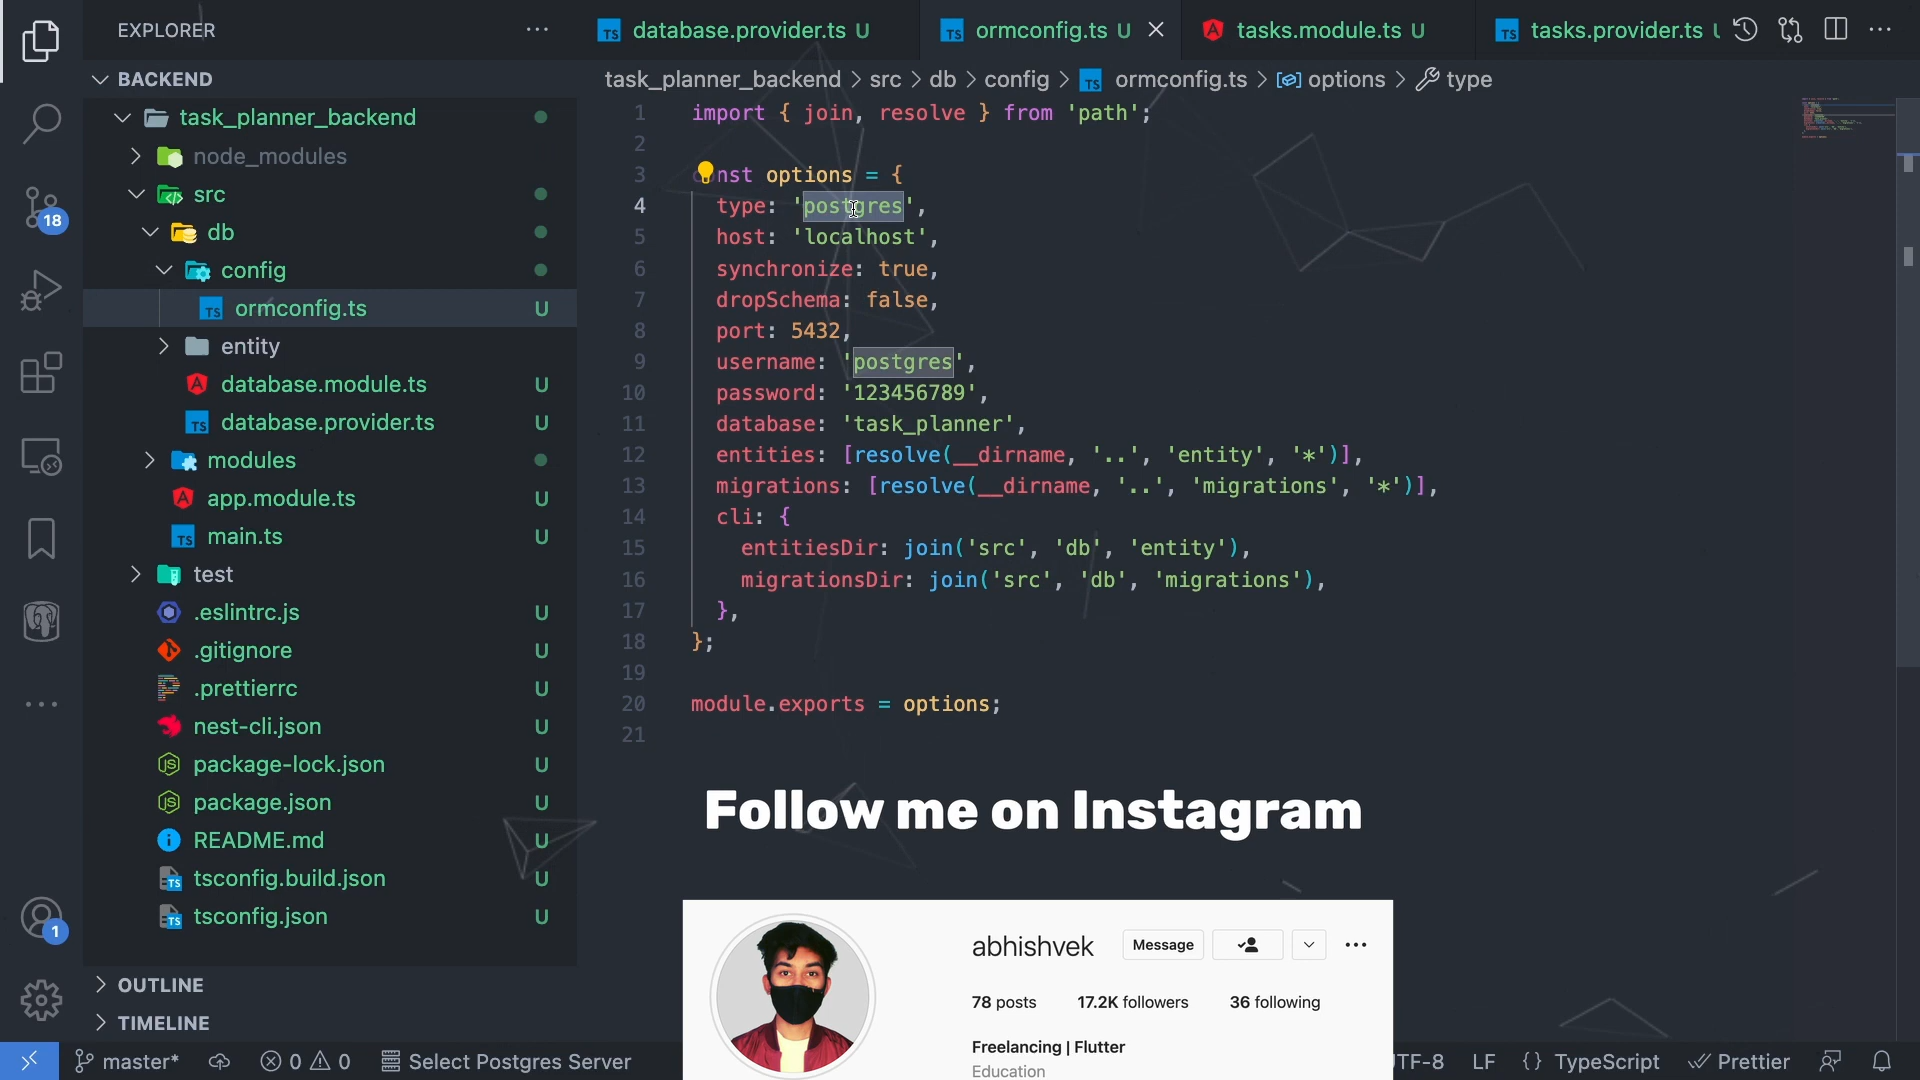 EXPLORER
database.provider.ts U
ormconfig.ts U
tasks.module.ts U
tasks.provider.ts
BACKEND
task_planner_backend > src > db > config > TS ormconfig.ts > options > type
task_planner_backend
node_modules
src
18
db
config
TS ormconfig.ts U
entity
database.module.ts U
TS database.provider.ts U
modules
app.module.ts U
TS main.ts U
test
.eslintrc.js U
.gitignore U
.prettierrc U
nest-cli.json U
package-lock.json U
package.json U
README.md U
tsconfig.build.json U
tsconfig.json U
1
OUTLINE
TIMELINE
1 import { join, resolve } from 'path';
2
3 const options = {
4 type: 'postgres',
5 host: 'localhost',
6 synchronize: true,
7 dropSchema: false,
8 port: 5432,
9 username: 'postgres',
10 password: '123456789',
11 database: 'task_planner',
12 entities: [resolve(__dirname, '..', 'entity', '*')],
13 migrations: [resolve(__dirname, '..', 'migrations', '*')],
14 cli: {
15 entitiesDir: join('src', 'db', 'entity'),
16 migrationsDir: join('src', 'db', 'migrations'),
17 },
18 };
19
20 module.exports = options;
21
Follow me on Instagram
abhishvek Message
78 posts 17.2K followers 36 following
Freelancing | Flutter
Education
master* 0 0 Select Postgres Server UTF-8 LF {} TypeScript Prettier